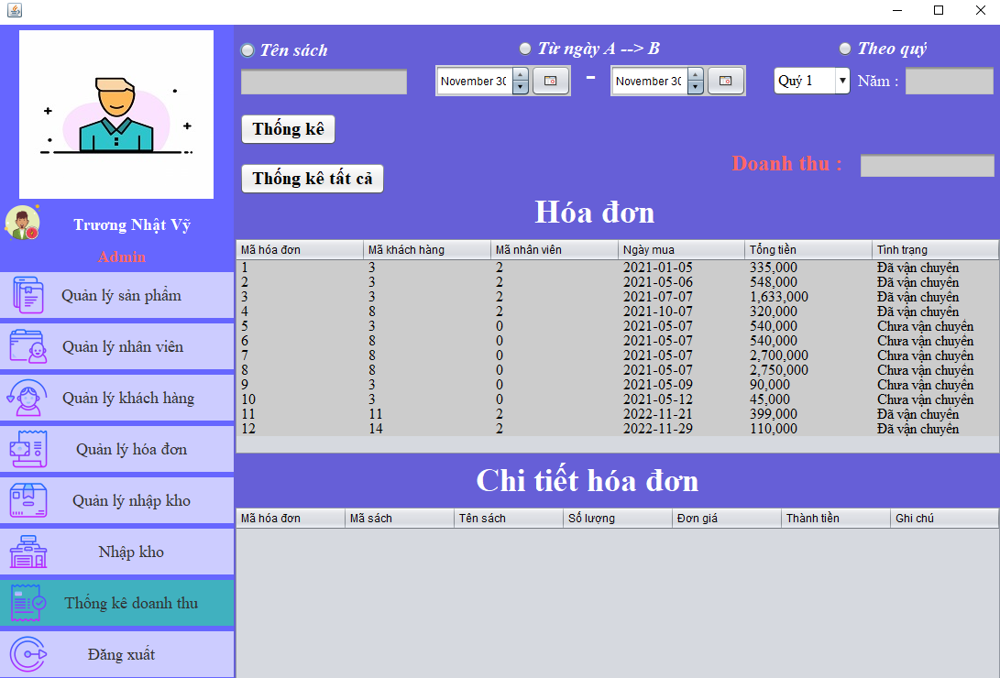 Tên sách
Từ ngày A --> B
Theo quý
November 30
-
November 30
Quý 1
Năm :
Thống kê
Thống kê tất cả
Doanh thu :
Trương Nhật Vỹ
Admin
Quản lý sản phẩm
Quản lý nhân viên
Quản lý khách hàng
Quản lý hóa đơn
Quản lý nhập kho
Nhập kho
Thống kê doanh thu
Đăng xuất
Hóa đơn
Mã hóa đơn Mã khách hàng Mã nhân viên Ngày mua Tổng tiền Tình trạng
1 3 2 2021-01-05 335,000 Đã vận chuyển
2 3 2 2021-05-06 548,000 Đã vận chuyển
3 3 2 2021-07-07 1,633,000 Đã vận chuyển
4 8 2 2021-10-07 320,000 Đã vận chuyển
5 3 0 2021-05-07 540,000 Chưa vận chuyển
6 8 0 2021-05-07 540,000 Chưa vận chuyển
7 8 0 2021-05-07 2,700,000 Chưa vận chuyển
8 8 0 2021-05-07 2,750,000 Chưa vận chuyển
9 3 0 2021-05-09 90,000 Chưa vận chuyển
10 3 0 2021-05-12 45,000 Chưa vận chuyển
11 11 2 2022-11-21 399,000 Đã vận chuyển
12 14 2 2022-11-29 110,000 Đã vận chuyển
Chi tiết hóa đơn
Mã hóa đơn Mã sách Tên sách Số lượng Đơn giá Thành tiền Ghi chú